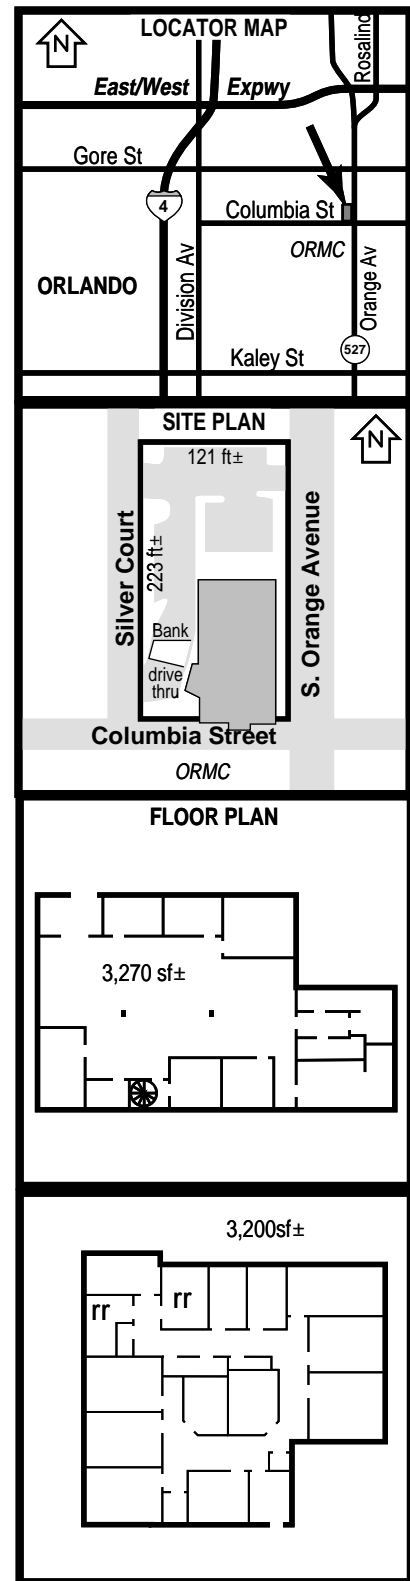 LOCATOR MAP
N
Rosalind
East/West Expwy
Gore St
4
Columbia St
ORMC
ORLANDO
Division Av
Orange Av
527
Kaley St
SITE PLAN
N
121 ft±
223 ft±
Silver Court
S. Orange Avenue
Bank
drive
thru
Columbia Street
ORMC
FLOOR PLAN
3,270 sf±
3,200sf±
rr
rr